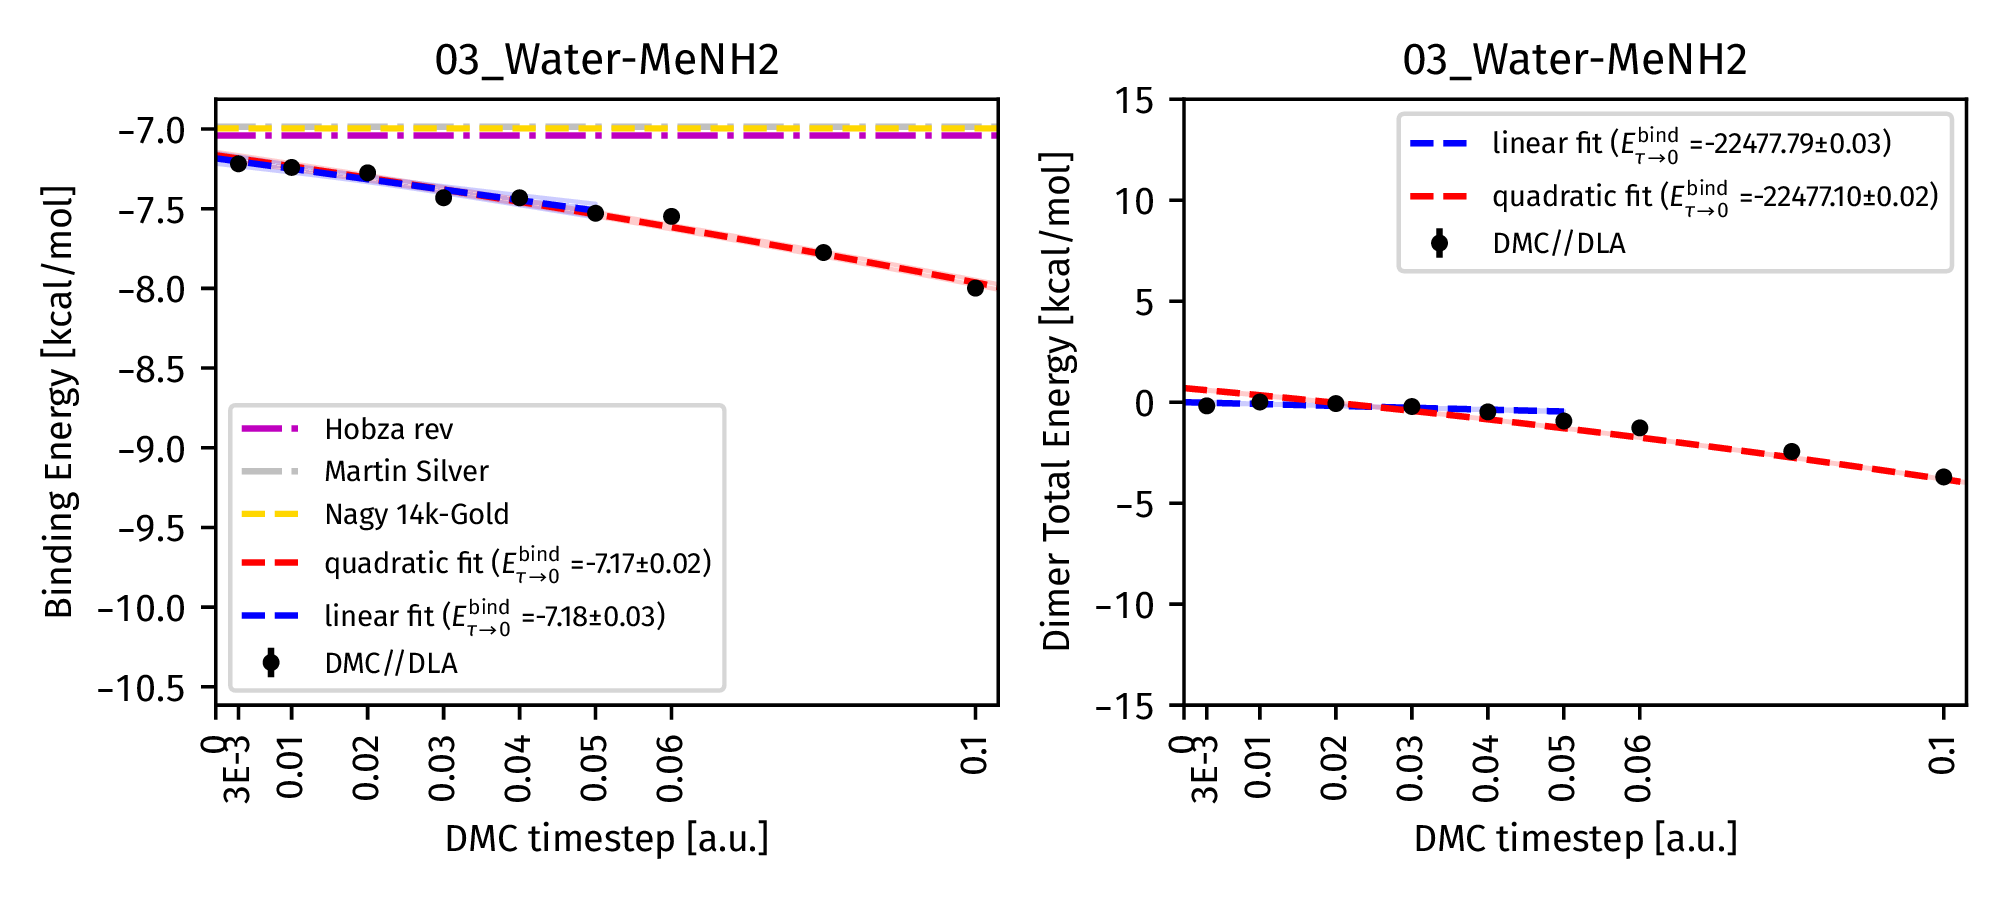 03_Water-MeNH2
Binding Energy [kcal/mol]
−7.0
−7.5
−8.0
−8.5
−9.0
−9.5
−10.0
−10.5
Hobza rev
Martin Silver
Nagy 14k-Gold
quadratic fit (E^bind_τ→0 =-7.17±0.02)
linear fit (E^bind_τ→0 =-7.18±0.03)
DMC//DLA
0
3E-3
0.01
0.02
0.03
0.04
0.05
0.06
0.1
DMC timestep [a.u.]
03_Water-MeNH2
Dimer Total Energy [kcal/mol]
15
10
5
0
−5
−10
−15
linear fit (E^bind_τ→0 =-22477.79±0.03)
quadratic fit (E^bind_τ→0 =-22477.10±0.02)
DMC//DLA
0
3E-3
0.01
0.02
0.03
0.04
0.05
0.06
0.1
DMC timestep [a.u.]